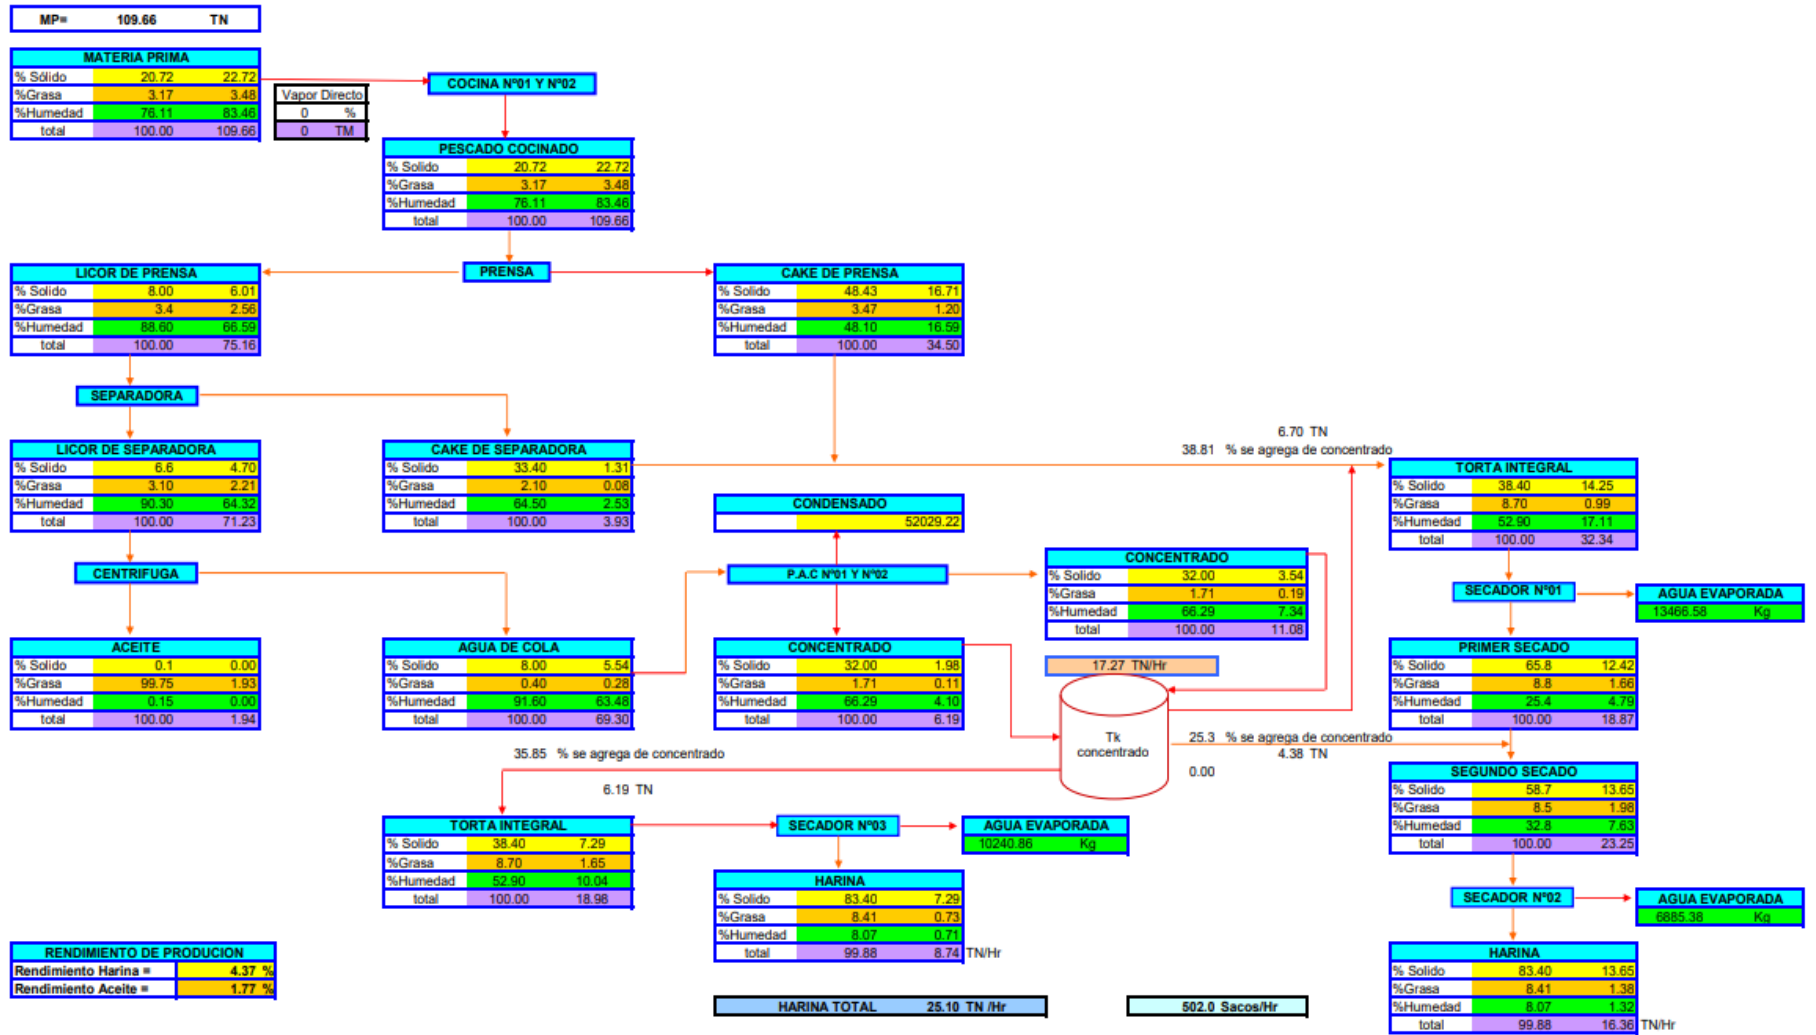 MP= 109.66 TN
MATERIA PRIMA
% Sólido 20.72 22.72
%Grasa 3.17 3.48
%Humedad 76.11 83.46
total 100.00 109.66
Vapor Directo
0 %
0 TM
COCINA Nº01 Y Nº02
PESCADO COCINADO
% Solido 20.72 22.72
%Grasa 3.17 3.48
%Humedad 76.11 83.46
total 100.00 109.66
PRENSA
LICOR DE PRENSA
% Solido 8.00 6.01
%Grasa 3.4 2.56
%Humedad 88.60 66.59
total 100.00 75.16
CAKE DE PRENSA
% Solido 48.43 16.71
%Grasa 3.47 1.20
%Humedad 48.10 16.59
total 100.00 34.50
SEPARADORA
LICOR DE SEPARADORA
% Solido 6.6 4.70
%Grasa 3.10 2.21
%Humedad 90.30 64.32
total 100.00 71.23
CAKE DE SEPARADORA
% Solido 33.40 1.31
%Grasa 2.10 0.08
%Humedad 64.50 2.53
total 100.00 3.93
6.70 TN
38.81 % se agrega de concentrado
TORTA INTEGRAL
% Solido 38.40 14.25
%Grasa 8.70 0.99
%Humedad 52.90 17.11
total 100.00 32.34
CONDENSADO
52029.22
CENTRIFUGA
P.A.C Nº01 Y Nº02
CONCENTRADO
% Solido 32.00 3.54
%Grasa 1.71 0.19
%Humedad 66.29 7.34
total 100.00 11.08
SECADOR Nº01
AGUA EVAPORADA
13466.58 Kg
ACEITE
% Solido 0.1 0.00
%Grasa 99.75 1.93
%Humedad 0.15 0.00
total 100.00 1.94
AGUA DE COLA
% Solido 8.00 5.54
%Grasa 0.40 0.28
%Humedad 91.60 63.48
total 100.00 69.30
CONCENTRADO
% Solido 32.00 1.98
%Grasa 1.71 0.11
%Humedad 66.29 4.10
total 100.00 6.19
17.27 TN/Hr
Tk
concentrado
PRIMER SECADO
% Solido 65.8 12.42
%Grasa 8.8 1.66
%Humedad 25.4 4.79
total 100.00 18.87
25.3 % se agrega de concentrado
4.38 TN
0.00
35.85 % se agrega de concentrado
6.19 TN
SEGUNDO SECADO
% Solido 58.7 13.65
%Grasa 8.5 1.98
%Humedad 32.8 7.63
total 100.00 23.25
TORTA INTEGRAL
% Solido 38.40 7.29
%Grasa 8.70 1.65
%Humedad 52.90 10.04
total 100.00 18.98
SECADOR Nº03
AGUA EVAPORADA
10240.86 Kg
HARINA
% Solido 83.40 7.29
%Grasa 8.41 0.73
%Humedad 8.07 0.71
total 99.88 8.74 TN/Hr
SECADOR Nº02
AGUA EVAPORADA
6885.38 Kg
HARINA
% Solido 83.40 13.65
%Grasa 8.41 1.38
%Humedad 8.07 1.32
total 99.88 16.36 TN/Hr
RENDIMIENTO DE PRODUCION
Rendimiento Harina = 4.37 %
Rendimiento Aceite = 1.77 %
HARINA TOTAL 25.10 TN /Hr
502.0 Sacos/Hr